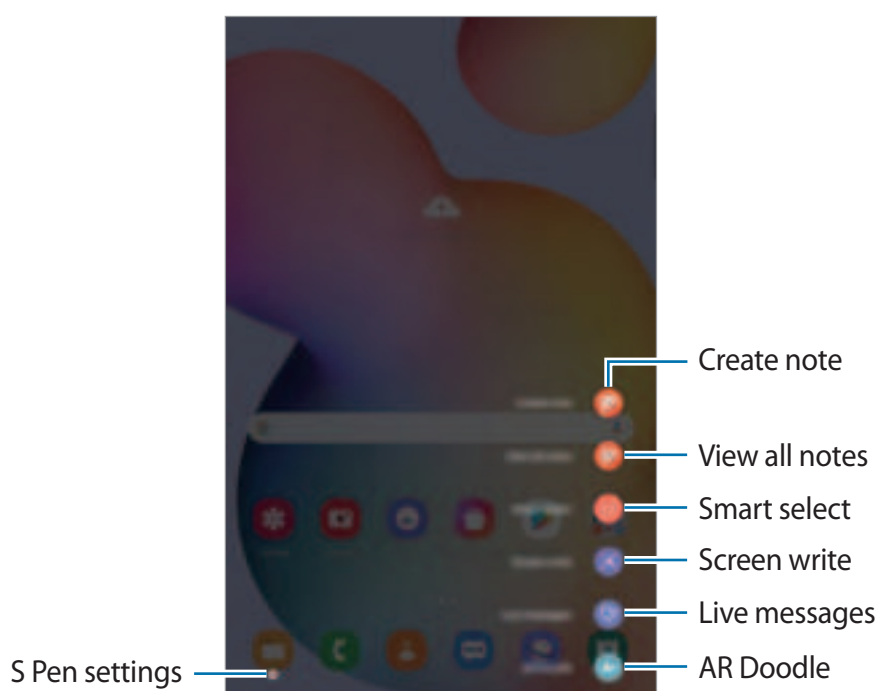 Create note
View all notes
Smart select
Screen write
Live messages
AR Doodle
S Pen settings